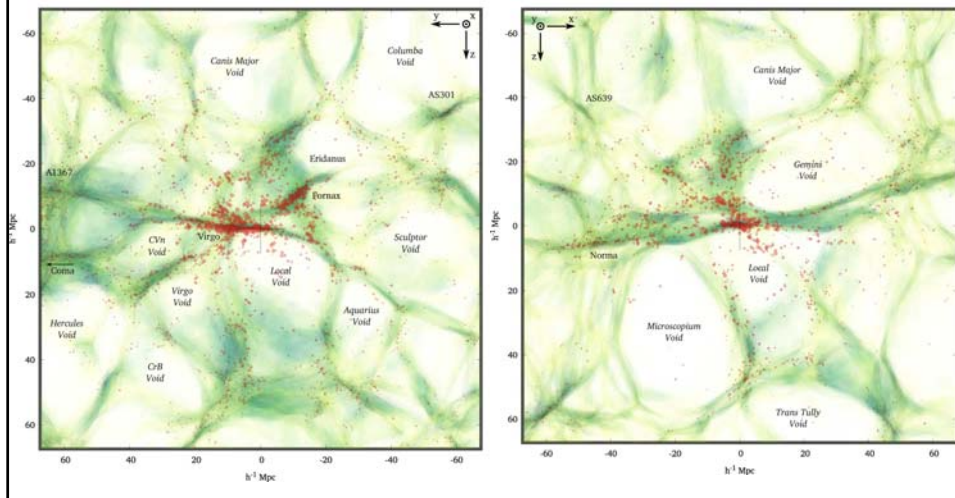 y
x
z
Canis Major
Void
Columba
Void
AS301
A1367
Eridanus
Fornax
CVn
Void
Virgo
Sculptor
Void
Coma
Virgo
Void
Local
Void
Aquarius
Void
Hercules
Void
CrB
Void
-60
-40
-20
0
20
40
60
h⁻¹ Mpc
60
40
20
0
-20
-40
-60
h⁻¹ Mpc
y
x
z
Canis Major
Void
AS639
Gemini
Void
Norma
Local
Void
Microscopium
Void
Trans Tully
Void
-60
-40
-20
0
20
40
60
h⁻¹ Mpc
-60
-40
-20
0
20
40
60
h⁻¹ Mpc